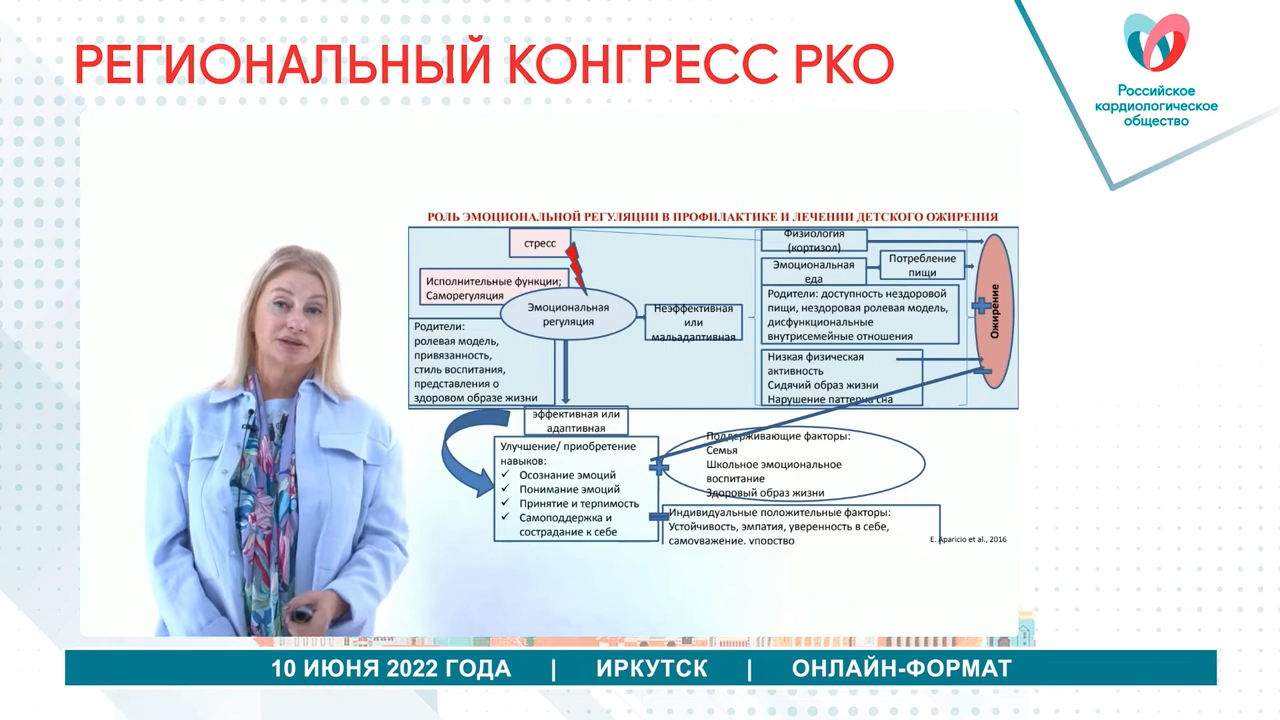 РЕГИОНАЛЬНЫЙ КОНГРЕСС РКО
Российское
кардиологическое
общество
РОЛЬ ЭМОЦИОНАЛЬНОЙ РЕГУЛЯЦИИ В ПРОФИЛАКТИКЕ И ЛЕЧЕНИИ ДЕТСКОГО ОЖИРЕНИЯ
стресс
Исполнительные функции;
Саморегуляция
Эмоциональная
регуляция
Родители:
ролевая модель,
привязанность,
стиль воспитания,
представления о
здоровом образе жизни
Неэффективная
или
мальадаптивная
Физиология
(кортизол)
Эмоциональная
еда
Потребление
пищи
Родители: доступность нездоровой
пищи, нездоровая ролевая модель,
дисфункциональные
внутрисемейные отношения
Низкая физическая
активность
Сидячий образ жизни
Нарушение паттерна сна
Ожирение
эффективная или
адаптивная
Улучшение/ приобретение
навыков:
✓ Осознание эмоций
✓ Понимание эмоций
✓ Принятие и терпимость
✓ Самоподдержка и
сострадание к себе
Поддерживающие факторы:
Семья
Школьное эмоциональное
воспитание
Здоровый образ жизни
Индивидуальные положительные факторы:
Устойчивость, эмпатия, уверенность в себе,
самоуважение, упорство
E. Aparicio et al., 2016
10 ИЮНЯ 2022 ГОДА | ИРКУТСК | ОНЛАЙН-ФОРМАТ